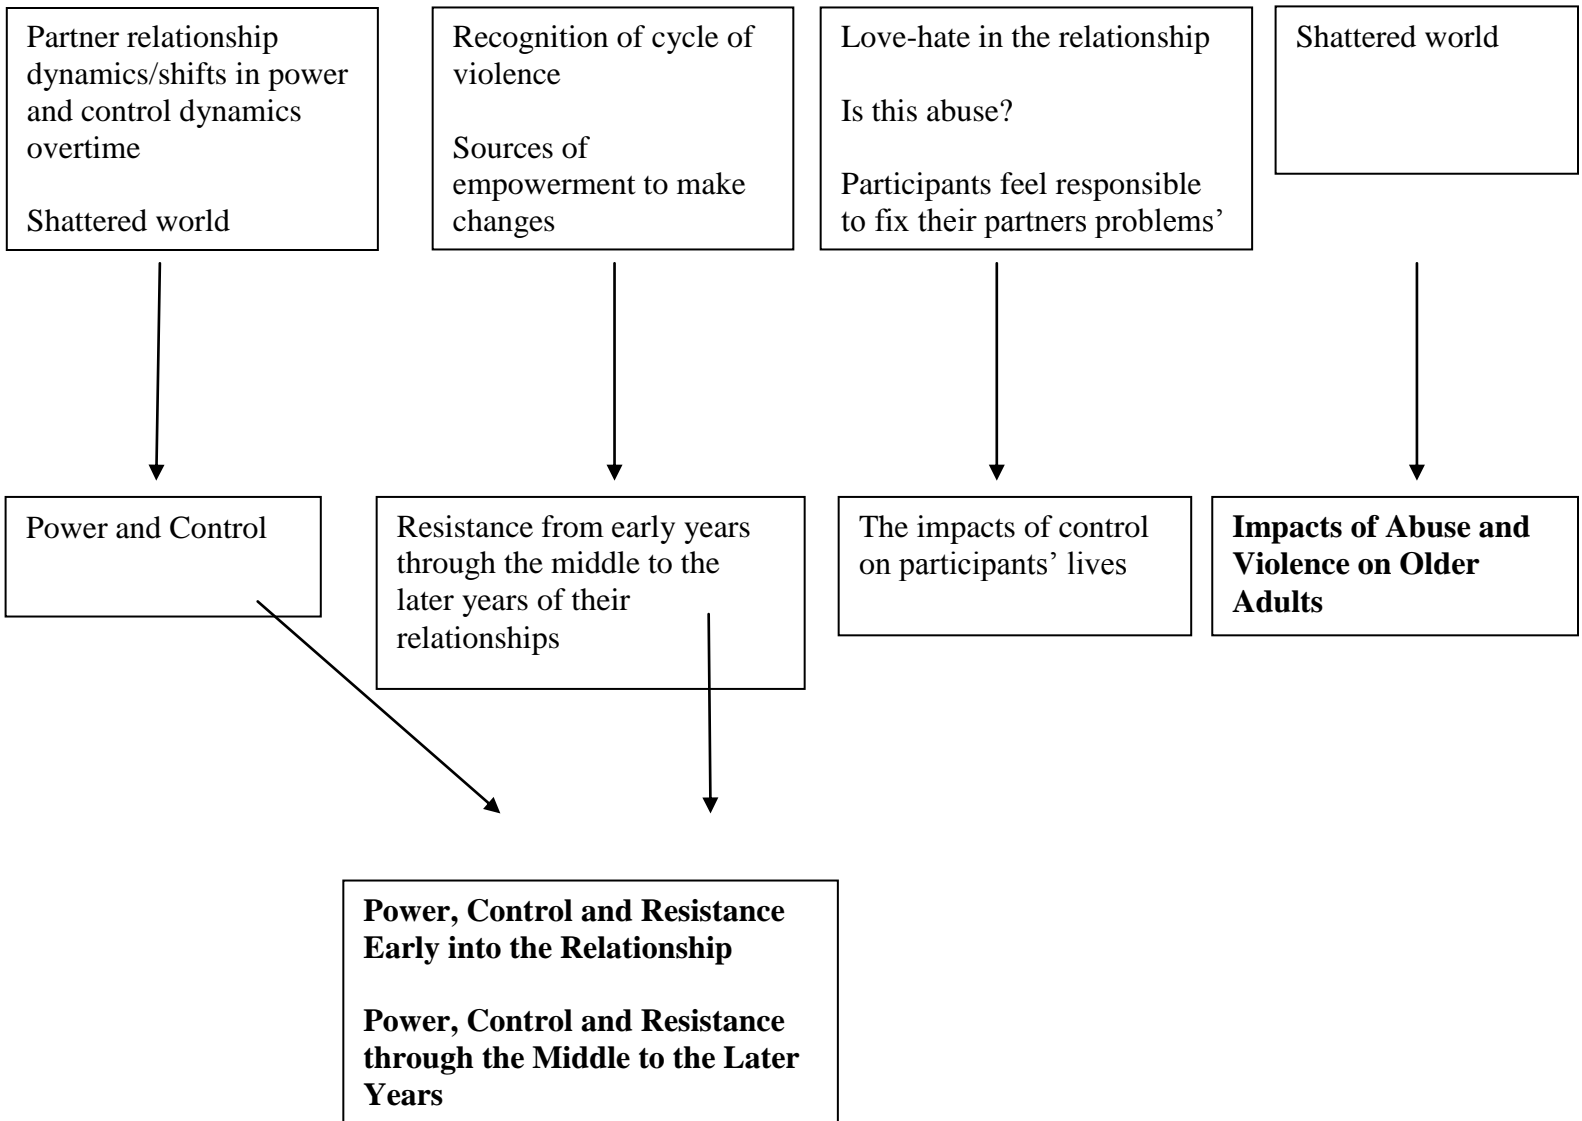 Partner relationship
dynamics/shifts in power
and control dynamics
overtime
Shattered world
Recognition of cycle of
violence
Sources of
empowerment to make
changes
Love-hate in the relationship
Is this abuse?
Participants feel responsible
to fix their partners problems’
Shattered world
Power and Control
Resistance from early years
through the middle to the
later years of their
relationships
The impacts of control
on participants’ lives
Impacts of Abuse and
Violence on Older
Adults
Power, Control and Resistance
Early into the Relationship
Power, Control and Resistance
through the Middle to the Later
Years